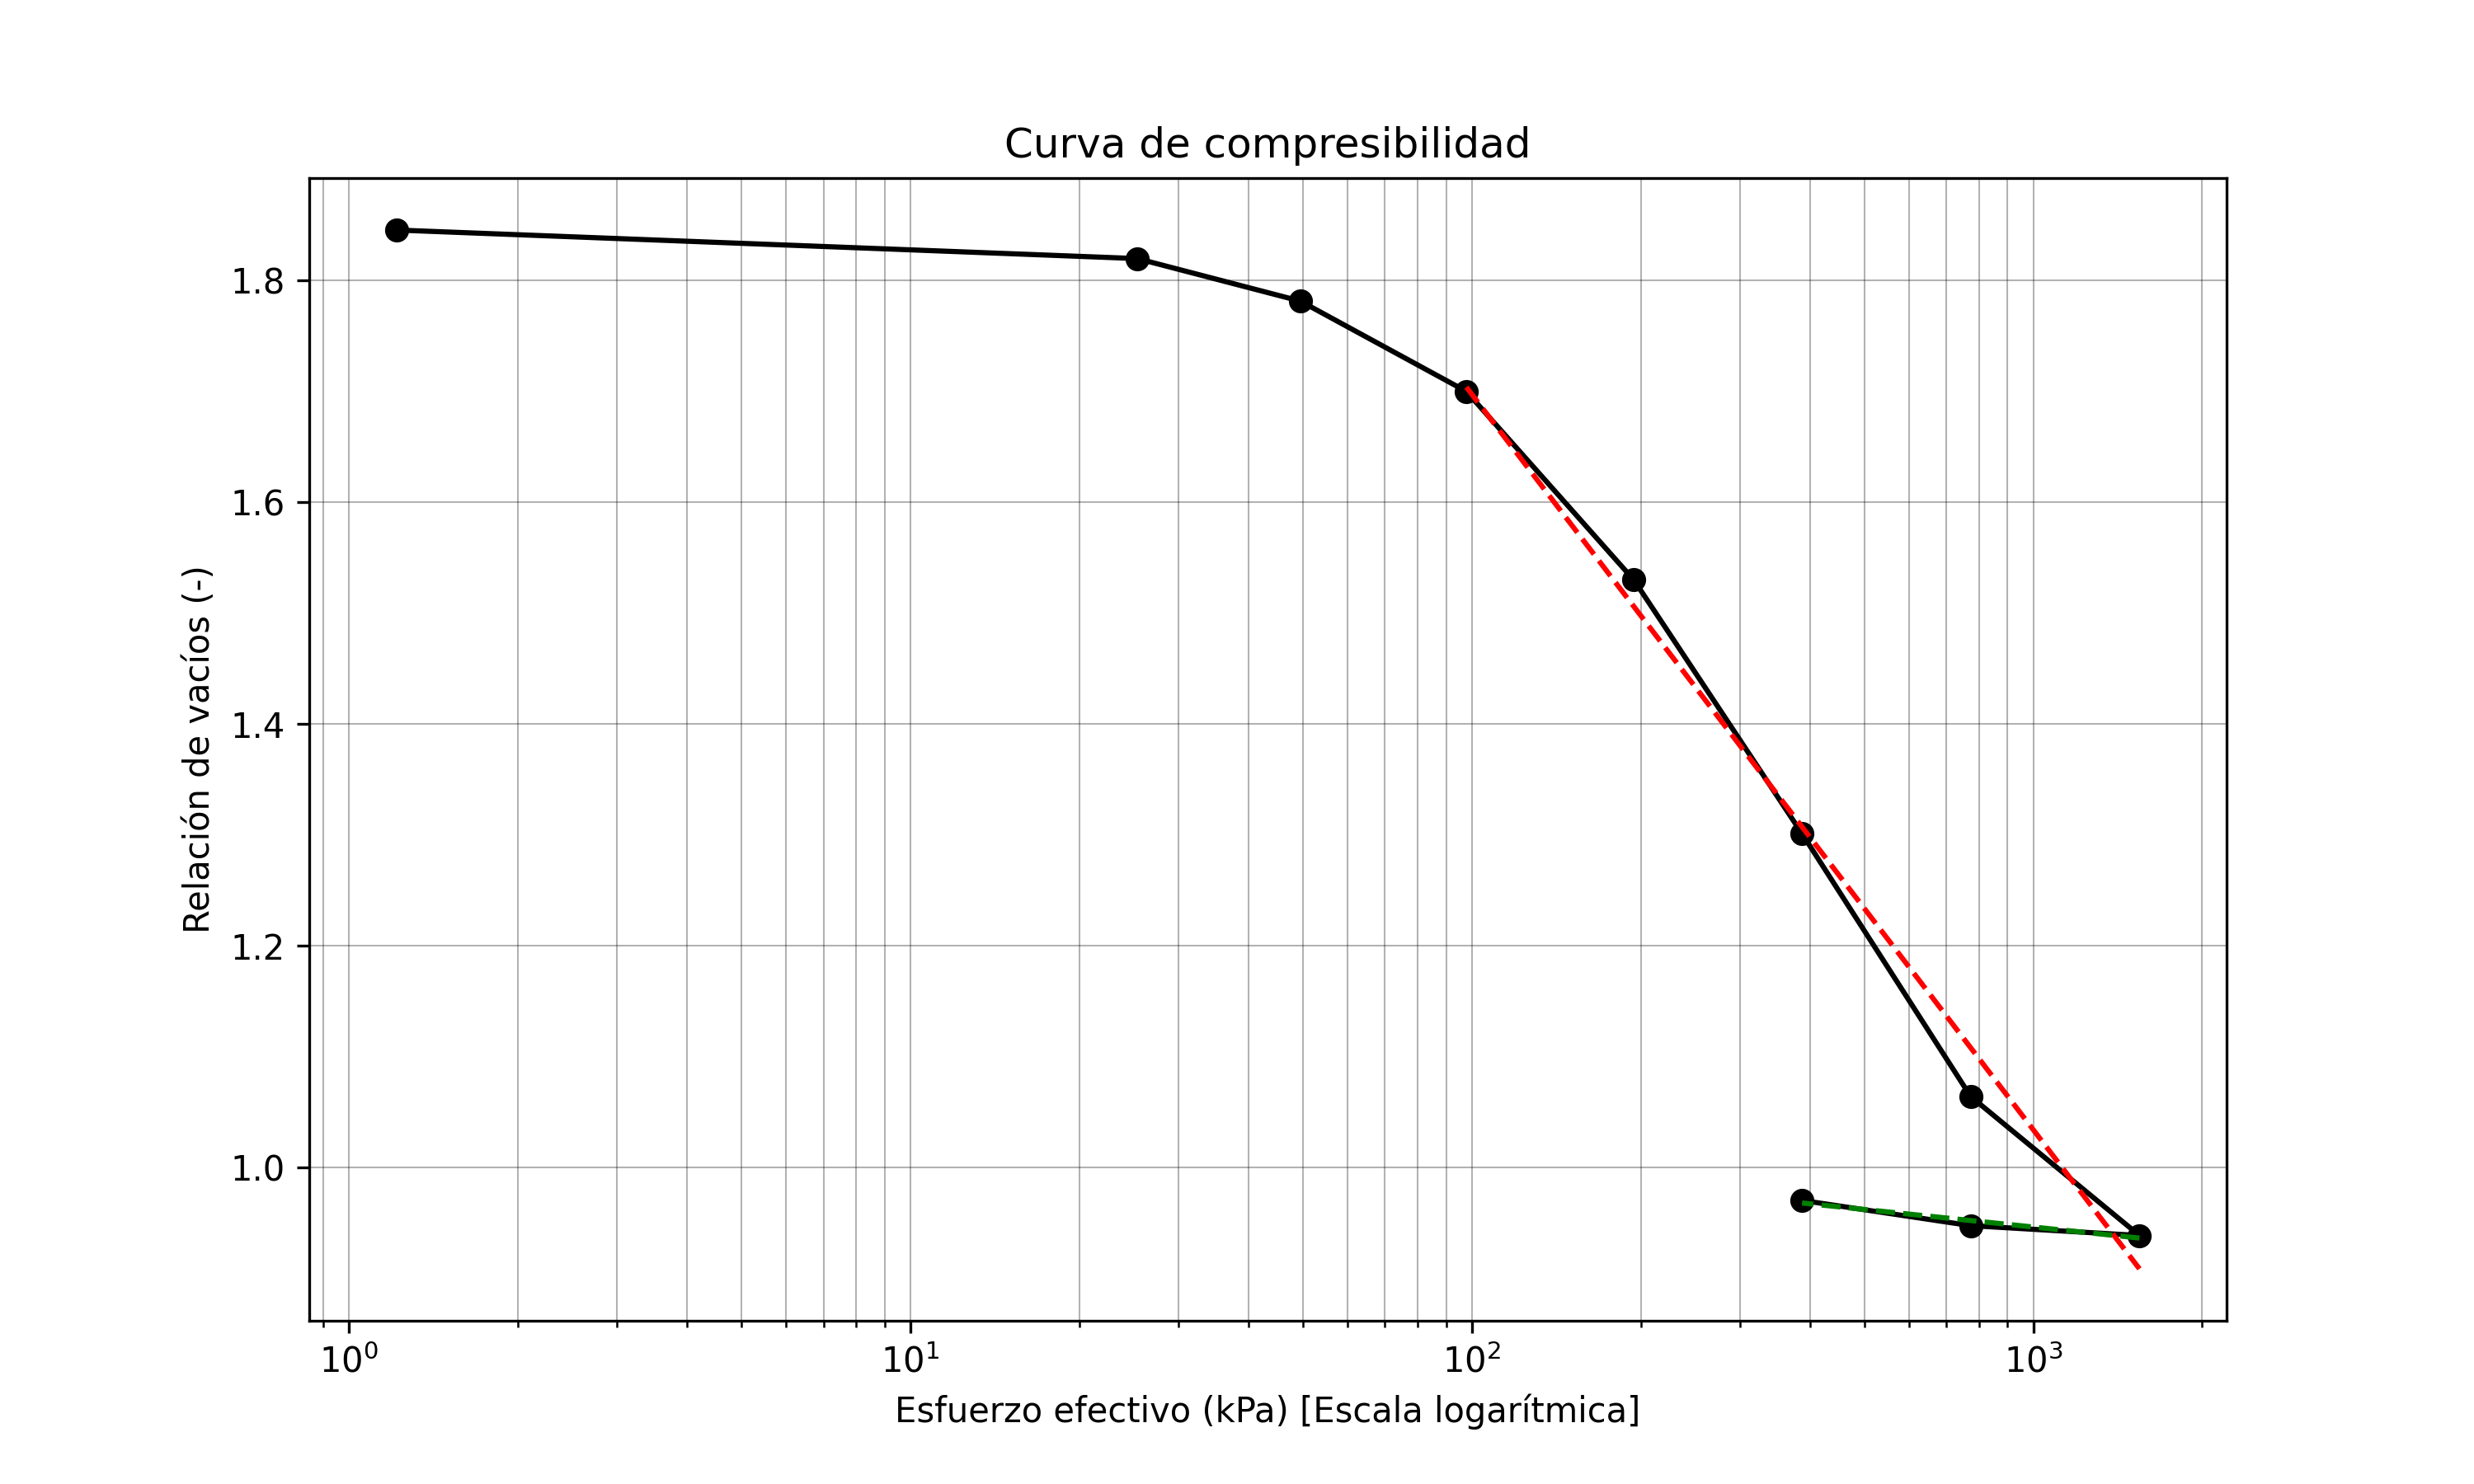 Curva de compresibilidad
Relación de vacíos (-)
1.8
1.6
1.4
1.2
1.0
10⁰ 10¹ 10² 10³
Esfuerzo efectivo (kPa) [Escala logarítmica]